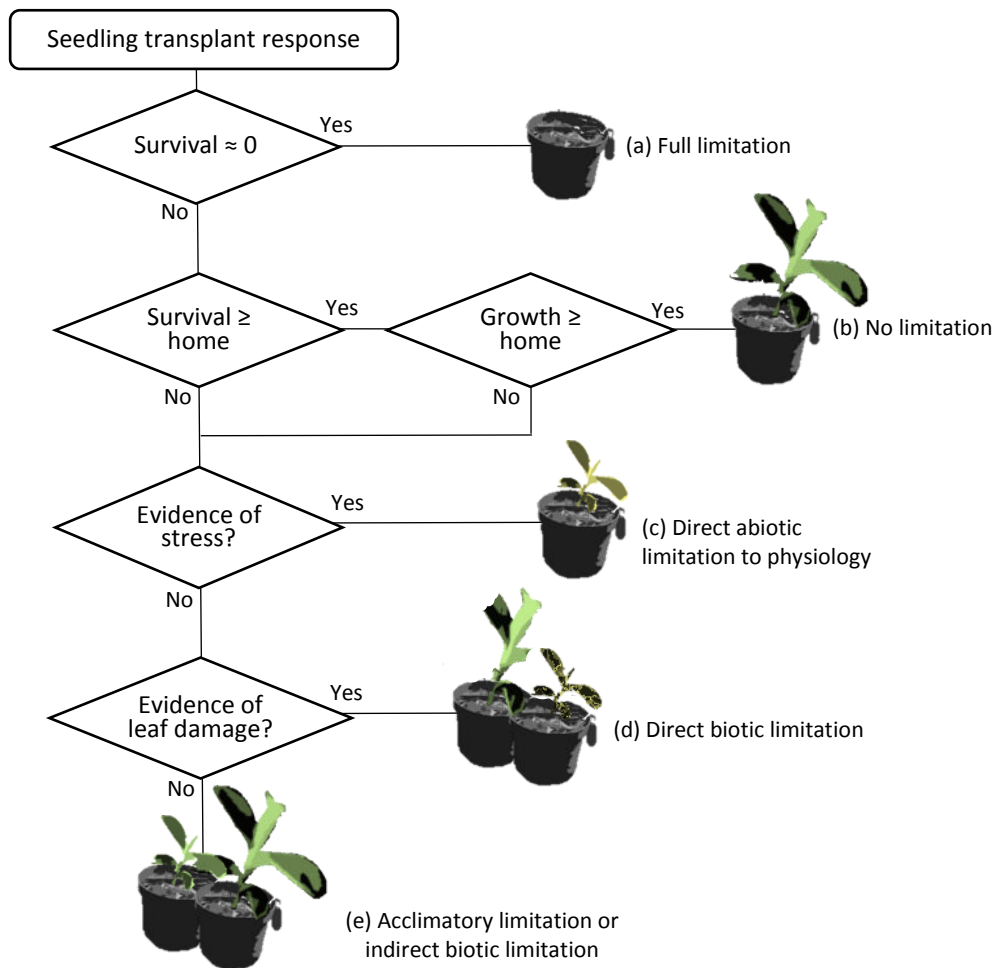 Seedling transplant response
Survival ≈ 0
Yes
(a) Full limitation
No
Survival ≥
home
Yes
Growth ≥
home
Yes
(b) No limitation
No
No
Evidence of
stress?
Yes
(c) Direct abiotic
limitation to physiology
No
Evidence of
leaf damage?
Yes
(d) Direct biotic limitation
No
(e) Acclimatory limitation or
indirect biotic limitation